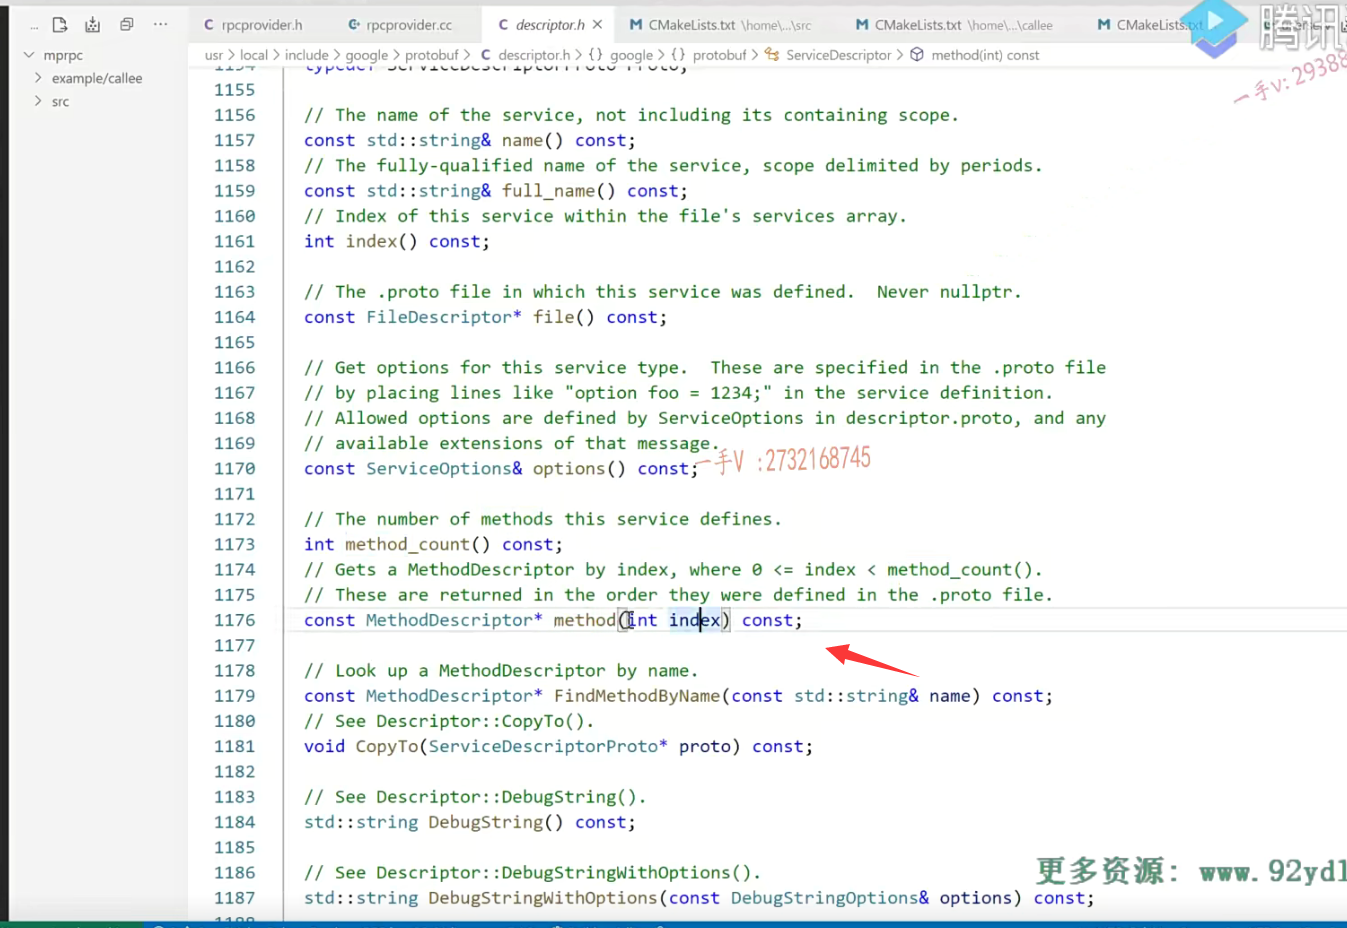 rpcprovider.h rpcprovider.cc descriptor.h × CMakeLists.txt \home\...\src CMakeLists.txt \home\...\callee CMakeLists.txt
腾讯
一手V: 29388
mprpc
example/callee
src
usr > local > include > google > protobuf > C descriptor.h > {} google > {} protobuf > ServiceDescriptor > method(int) const
1154 typedef ServiceDescriptorProto Proto;
1155
1156 // The name of the service, not including its containing scope.
1157 const std::string& name() const;
1158 // The fully-qualified name of the service, scope delimited by periods.
1159 const std::string& full_name() const;
1160 // Index of this service within the file's services array.
1161 int index() const;
1162
1163 // The .proto file in which this service was defined.  Never nullptr.
1164 const FileDescriptor* file() const;
1165
1166 // Get options for this service type.  These are specified in the .proto file
1167 // by placing lines like "option foo = 1234;" in the service definition.
1168 // Allowed options are defined by ServiceOptions in descriptor.proto, and any
1169 // available extensions of that message.
1170 const ServiceOptions& options() const;
一手V :2732168745
1171
1172 // The number of methods this service defines.
1173 int method_count() const;
1174 // Gets a MethodDescriptor by index, where 0 <= index < method_count().
1175 // These are returned in the order they were defined in the .proto file.
1176 const MethodDescriptor* method(int index) const;
1177
1178 // Look up a MethodDescriptor by name.
1179 const MethodDescriptor* FindMethodByName(const std::string& name) const;
1180 // See Descriptor::CopyTo().
1181 void CopyTo(ServiceDescriptorProto* proto) const;
1182
1183 // See Descriptor::DebugString().
1184 std::string DebugString() const;
1185
1186 // See Descriptor::DebugStringWithOptions().
1187 std::string DebugStringWithOptions(const DebugStringOptions& options) const;
1188
更多资源: www.92ydl